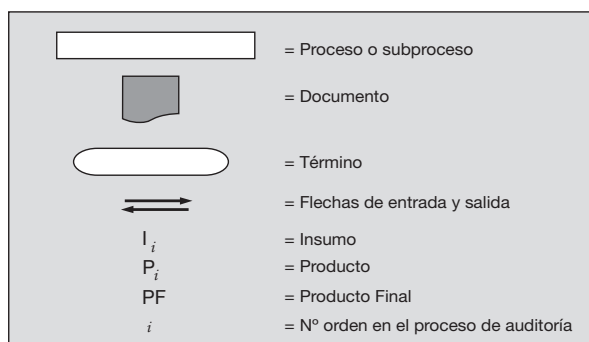 = Proceso o subproceso
= Documento
= Término
= Flechas de entrada y salida
I i = Insumo
P i = Producto
PF = Producto Final
i = Nº orden en el proceso de auditoría